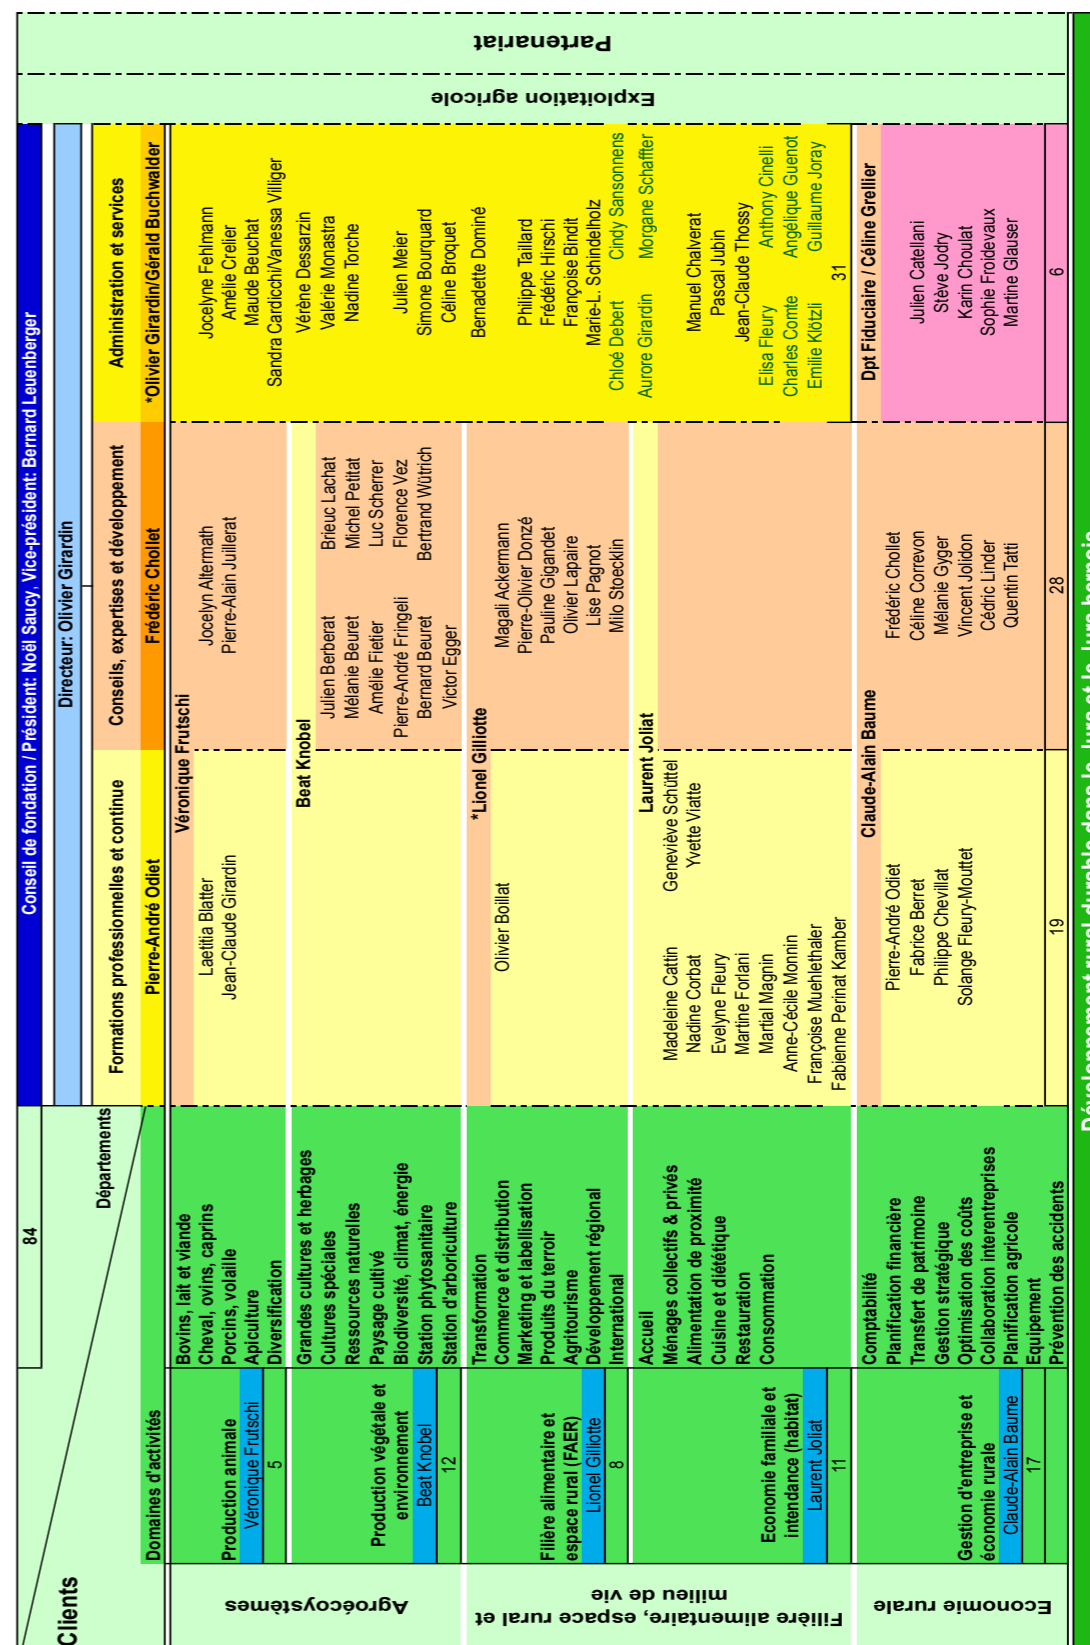 84
Conseil de fondation / Président: Noël Saucy, Vice-président: Bernard Leuenberger
Directeur: Olivier Girardin
Clients
Départements
Formations professionnelles et continue
Conseils, expertises et développement
Administration et services
Exploitation agricole
Partenariat
Domaines d'activités
Pierre-André Odiet
Frédéric Chollet
*Olivier Girardin/Gérald Buchwalder
Agroécosystèmes
Production animale
Véronique Frutschi
5
Bovins, lait et viande
Cheval, ovins, caprins
Porcins, volaille
Apiculture
Diversification
Véronique Frutschi
Laetitia Blatter
Jean-Claude Girardin
Jocelyn Altermath
Pierre-Alain Juillerat
Production végétale et
environnement
Beat Knobel
12
Grandes cultures et herbages
Cultures spéciales
Ressources naturelles
Paysage cultivé
Biodiversité, climat, énergie
Station phytosanitaire
Station d'arboriculture
Beat Knobel
Julien Berberat
Mélanie Beuret
Amélie Fietier
Pierre-André Fringeli
Bernard Beuret
Victor Egger
Brieuc Lachat
Michel Petitat
Luc Scherrer
Florence Vez
Bertrand Wütrich
Filière alimentaire, espace rural et
milieu de vie
Filière alimentaire et
espace rural (FAER)
Lionel Gilliotte
8
Transformation
Commerce et distribution
Marketing et labellisation
Produits du terroir
Agritourisme
Développement régional
International
*Lionel Gilliotte
Olivier Boillat
Magali Ackermann
Pierre-Olivier Donzé
Pauline Gigandet
Olivier Lapaire
Lise Pagnot
Milo Stoecklin
Economie familiale et
intendance (habitat)
Laurent Joliat
11
Accueil
Ménages collectifs & privés
Alimentation de proximité
Cuisine et diététique
Restauration
Consommation
Laurent Joliat
Madeleine Cattin
Nadine Corbat
Evelyne Fleury
Martine Forlani
Martial Magnin
Anne-Cécile Monnin
Françoise Muehlethaler
Fabienne Perinat Kamber
Geneviève Schüttel
Yvette Viatte
Jocelyne Fehlmann
Amélie Crelier
Maude Beuchat
Sandra Cardicchi/Vanessa Villiger
Vérène Dessarzin
Valérie Monastra
Nadine Torche
Julien Meier
Simone Bourquard
Céline Broquet
Bernadette Dominé
Philippe Taillard
Frédéric Hirschi
Françoise Bindit
Marie-L. Schindelholz
Chloé Debert Cindy Sansonnens
Aurore Girardin Morgane Schaffter
Manuel Chalverat
Pascal Jubin
Jean-Claude Thossy
Elisa Fleury Anthony Cinelli
Charles Comte Angélique Guenot
Emilie Klötzli Guillaume Joray
31
Economie rurale
Gestion d'entreprise et
économie rurale
Claude-Alain Baume
17
Comptabilité
Planification financière
Transfert de patrimoine
Gestion stratégique
Optimisation des coûts
Collaboration interentreprises
Planification agricole
Equipement
Prévention des accidents
Claude-Alain Baume
Pierre-André Odiet
Fabrice Berret
Philippe Chevillat
Solange Fleury-Mouttet
Frédéric Chollet
Céline Correvon
Mélanie Gyger
Vincent Jolidon
Cédric Linder
Quentin Tatti
Dpt Fiduciaire / Céline Grellier
Julien Catellani
Stève Jodry
Karin Choulat
Sophie Froidevaux
Martine Glauser
19
28
6
Développement rural durable dans le Jura et le Jura bernois